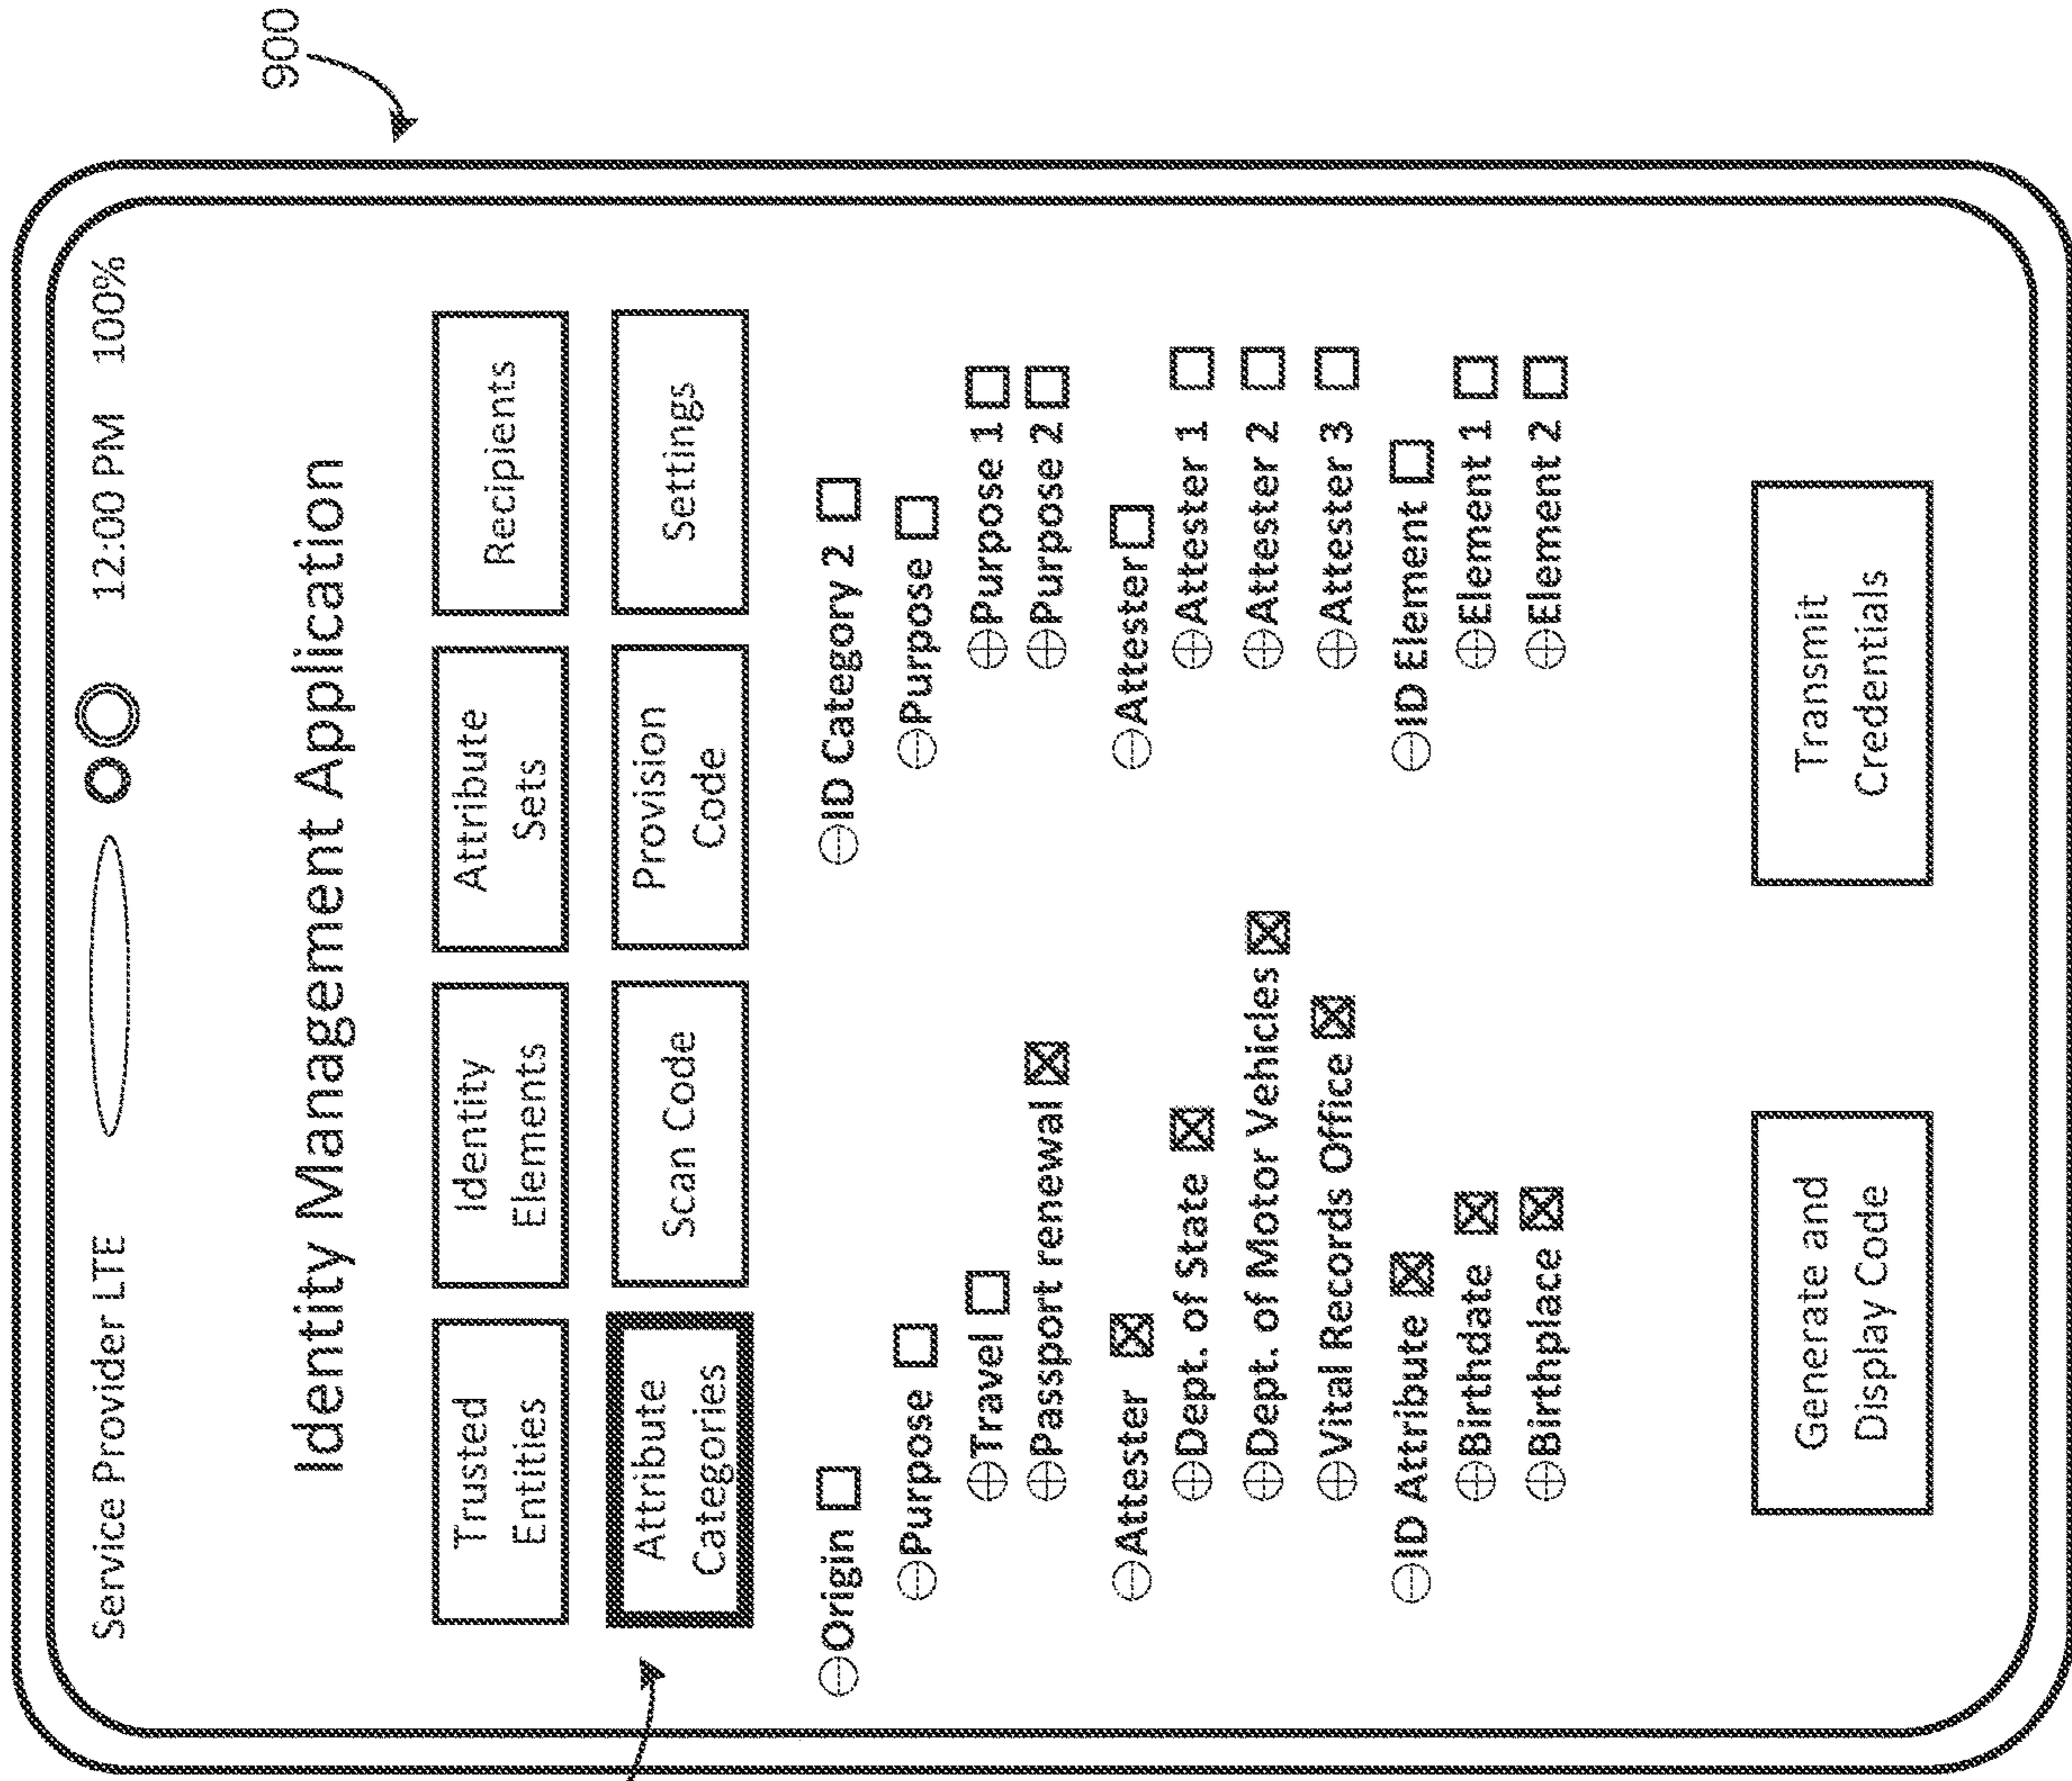 900
Service Provider LTE 12:00 PM 100%
Identity Management Application
Trusted Entities
Identity Elements
Attribute Sets
Recipients
Attribute Categories
Scan Code
Provision Code
Settings
Origin
Purpose
Travel
Passport renewal
Attester
Dept. of State
Dept. of Motor Vehicles
Vital Records Office
ID Attribute
Birthdate
Birthplace
ID Category 2
Purpose
Purpose 1
Purpose 2
Attester
Attester 1
Attester 2
Attester 3
ID Element
Element 1
Element 2
Generate and
Display Code
Transmit
Credentials